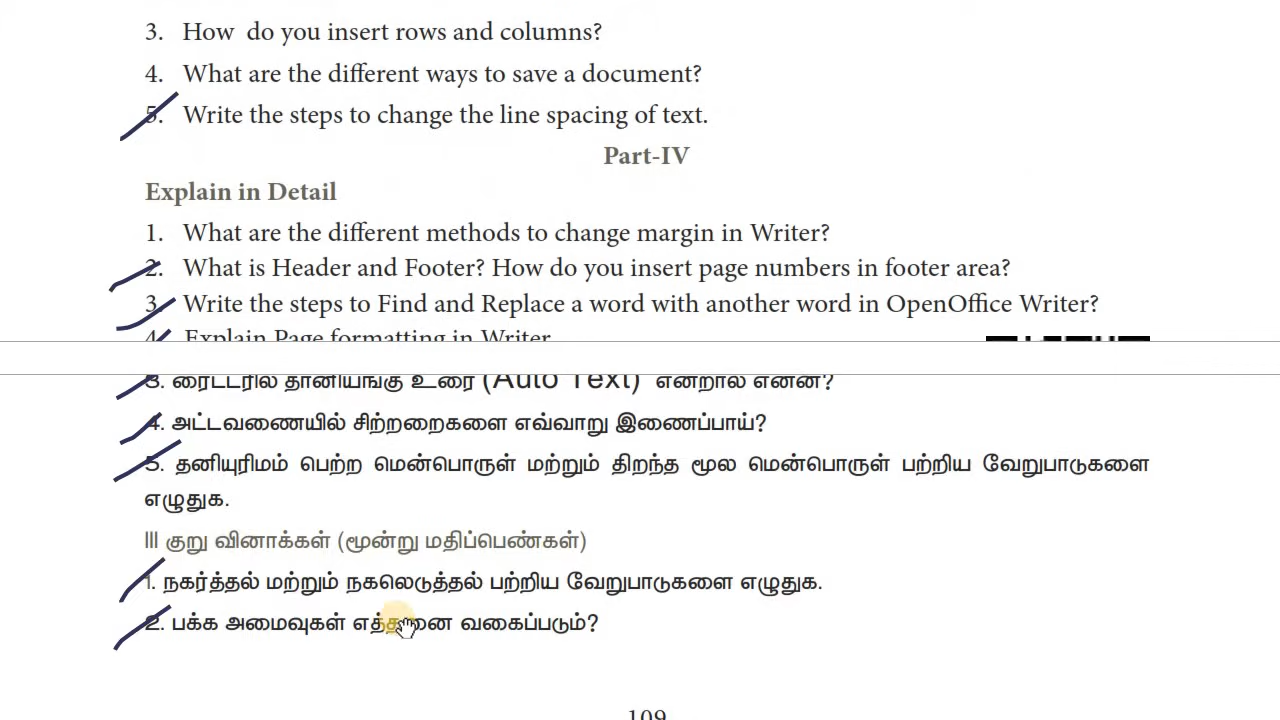 3. How do you insert rows and columns?
4. What are the different ways to save a document?
5. Write the steps to change the line spacing of text.
Part-IV
Explain in Detail
1. What are the different methods to change margin in Writer?
2. What is Header and Footer? How do you insert page numbers in footer area?
3. Write the steps to Find and Replace a word with another word in OpenOffice Writer?
4. Explain Page formatting in Writer
3. ரைட்டரில் தானியங்கு உரை (Auto Text) என்றால் என்ன?
4. அட்டவணையில் சிற்றறைகளை எவ்வாறு இணைப்பாய்?
5. தனியுரிமம் பெற்ற மென்பொருள் மற்றும் திறந்த மூல மென்பொருள் பற்றிய வேறுபாடுகளை
எழுதுக.
III குறு வினாக்கள் (மூன்று மதிப்பெண்கள்)
1. நகர்த்தல் மற்றும் நகலெடுத்தல் பற்றிய வேறுபாடுகளை எழுதுக.
2. பக்க அமைவுகள் எத்தனை வகைப்படும்?
109